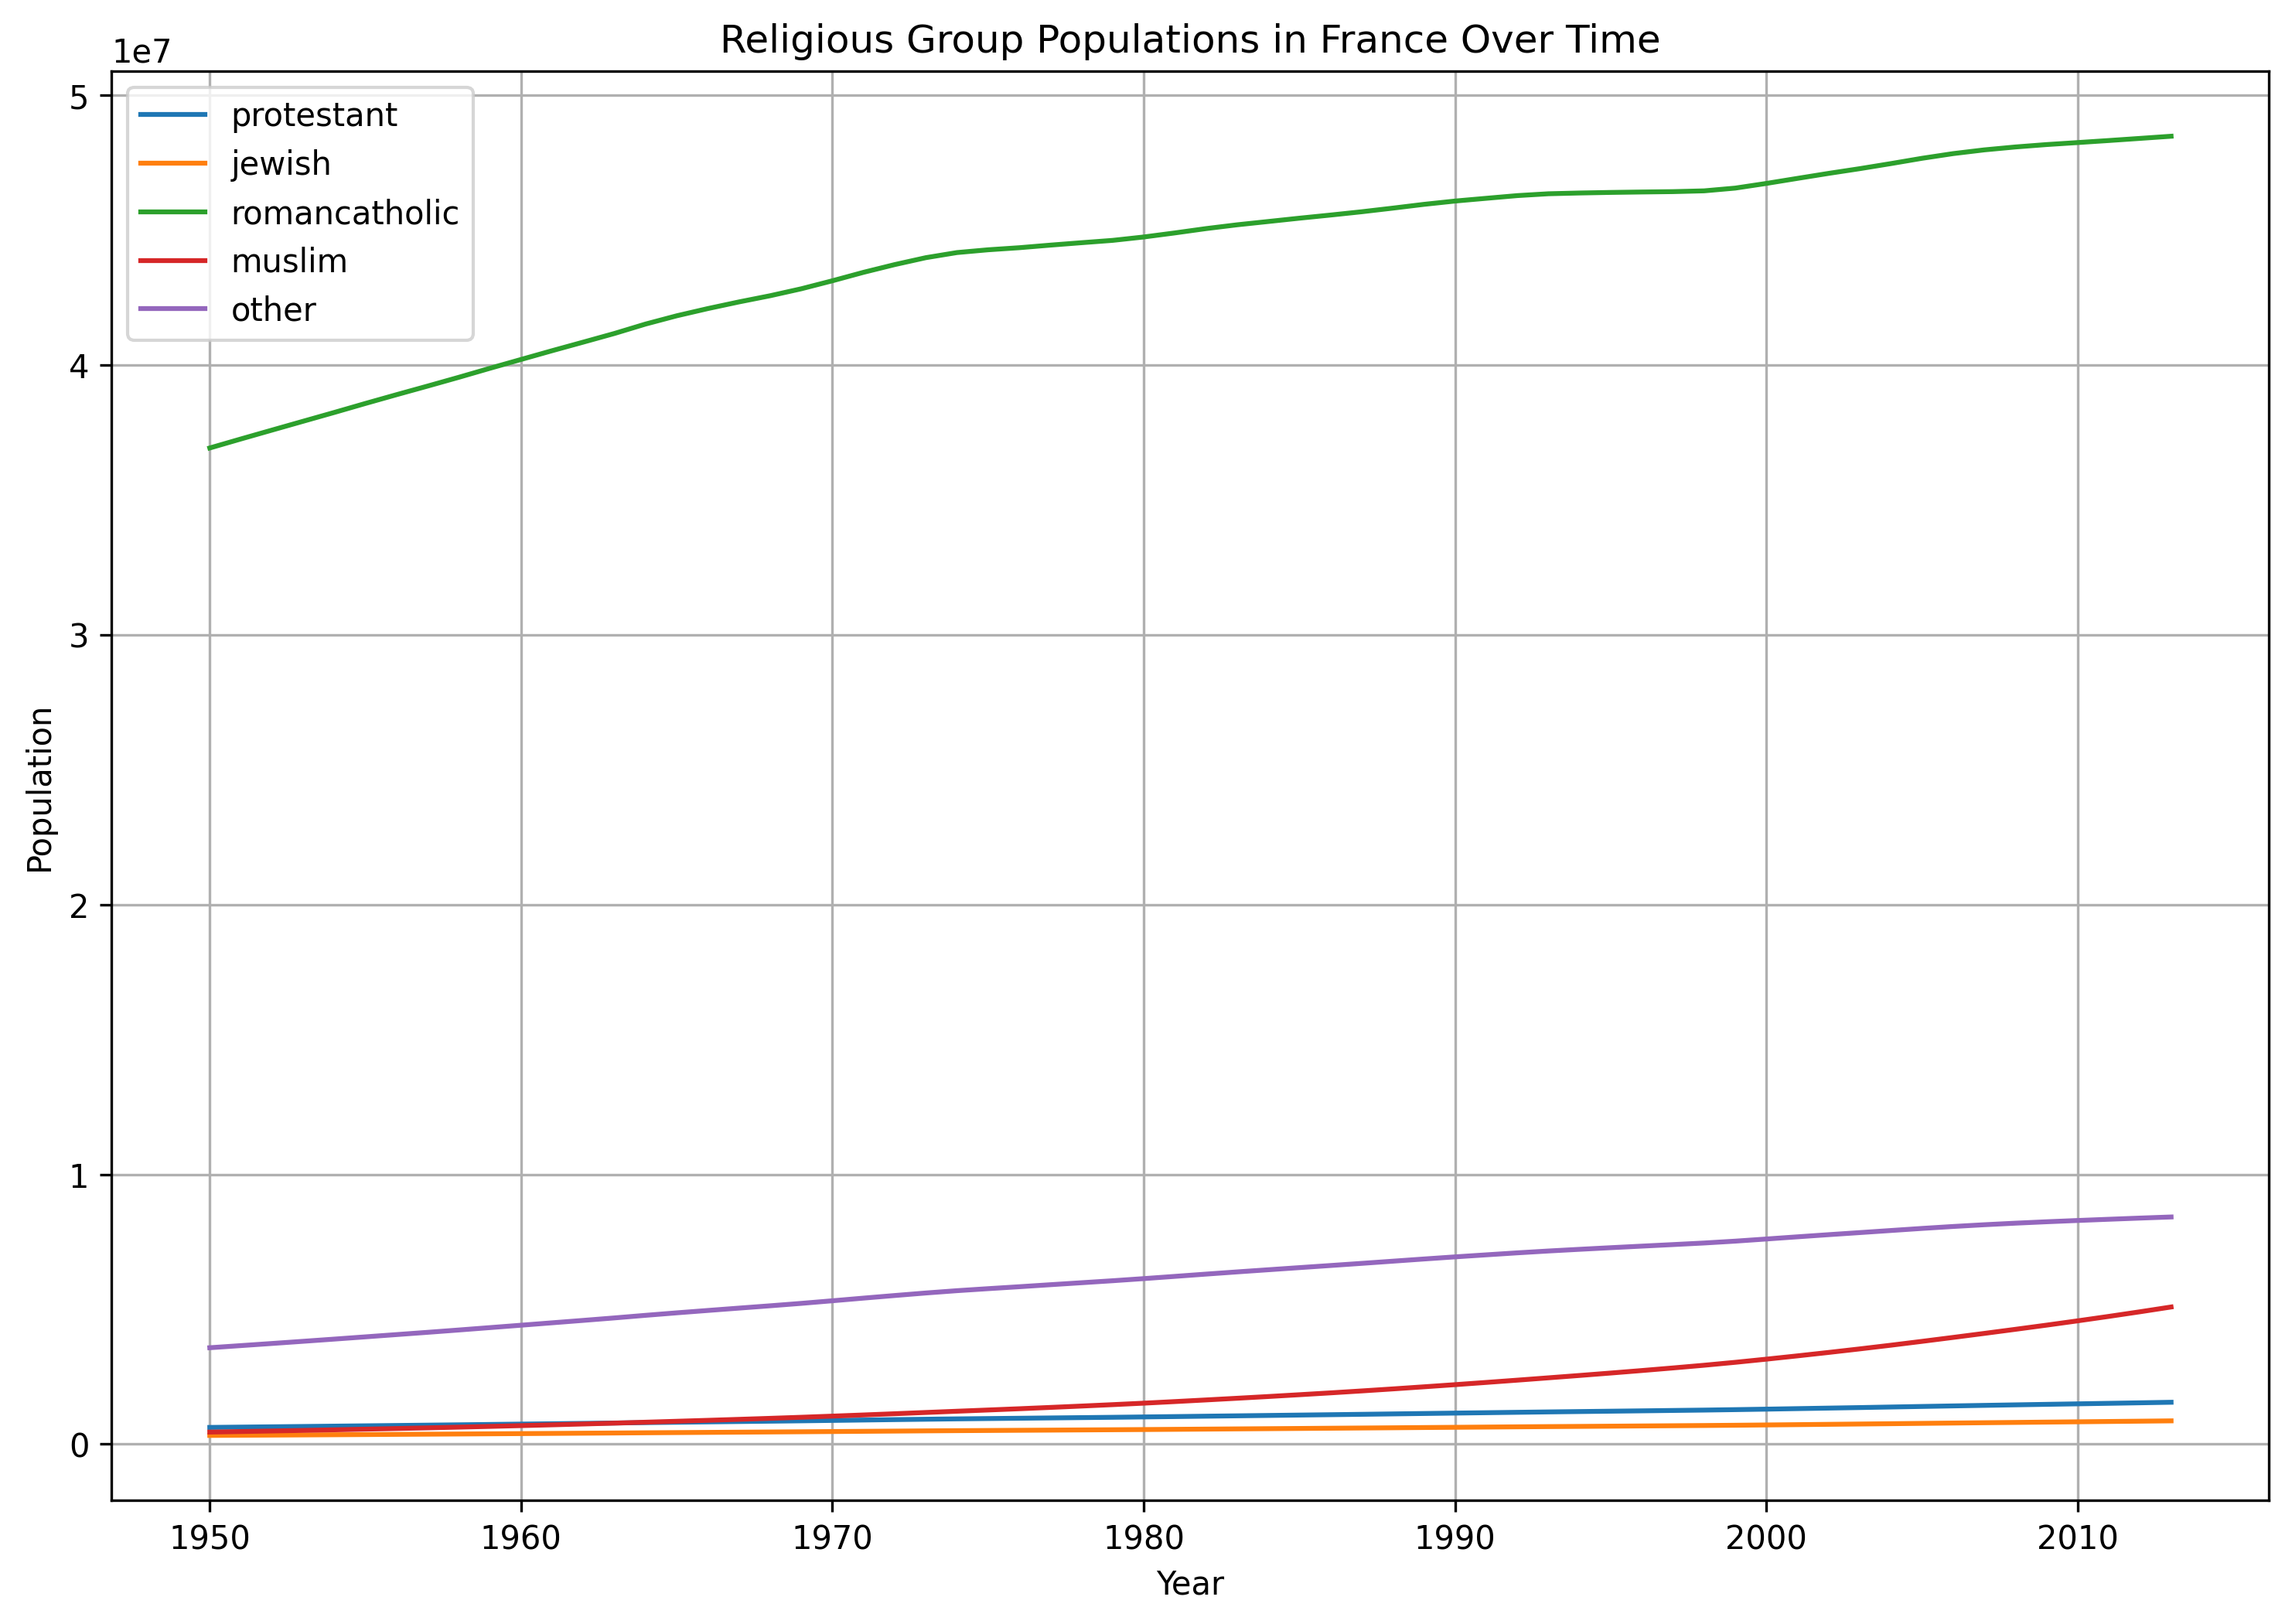 Religious Group Populations in France Over Time
1e7
5
4
3
2
1
0
protestant
jewish
romancatholic
muslim
other
Population
1950 1960 1970 1980 1990 2000 2010
Year